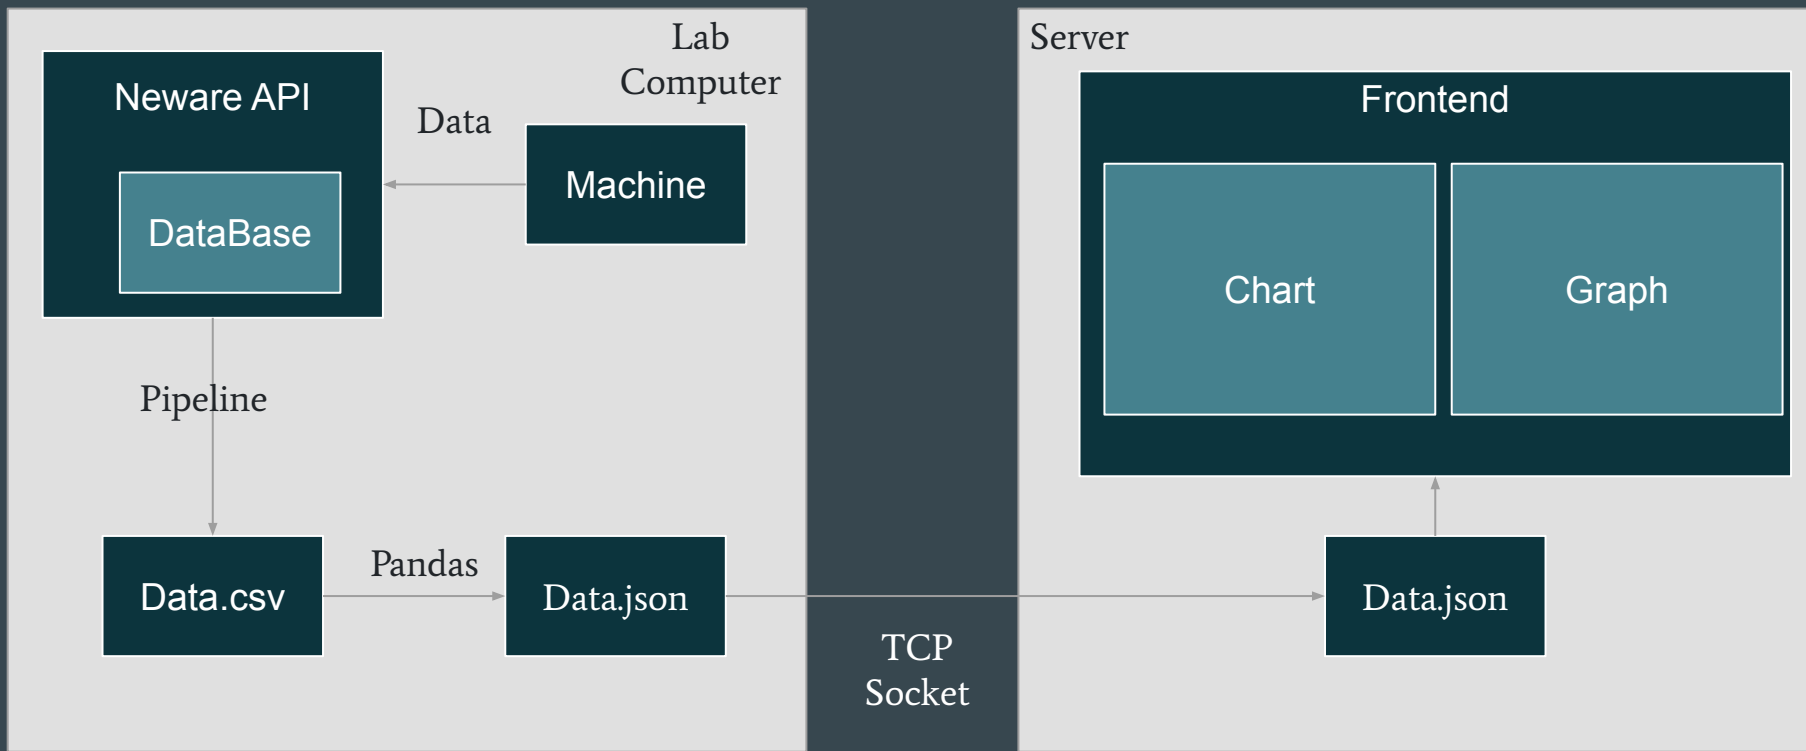 Lab
Computer
Neware API
Data
Machine
DataBase
Pipeline
Data.csv
Pandas
Data.json
TCP
Socket
Server
Frontend
Chart
Graph
Data.json